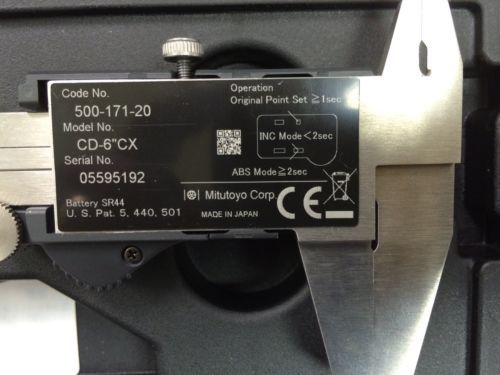 Code No.
500-171-20
Model No.
CD-6"CX
Serial No.
05595192
Battery SR44
U. S. Pat. 5, 440, 501
Operation
Original Point Set ≧1sec
INC Mode<2sec
ABS Mode≧2sec
Mitutoyo Corp.
MADE IN JAPAN
CE